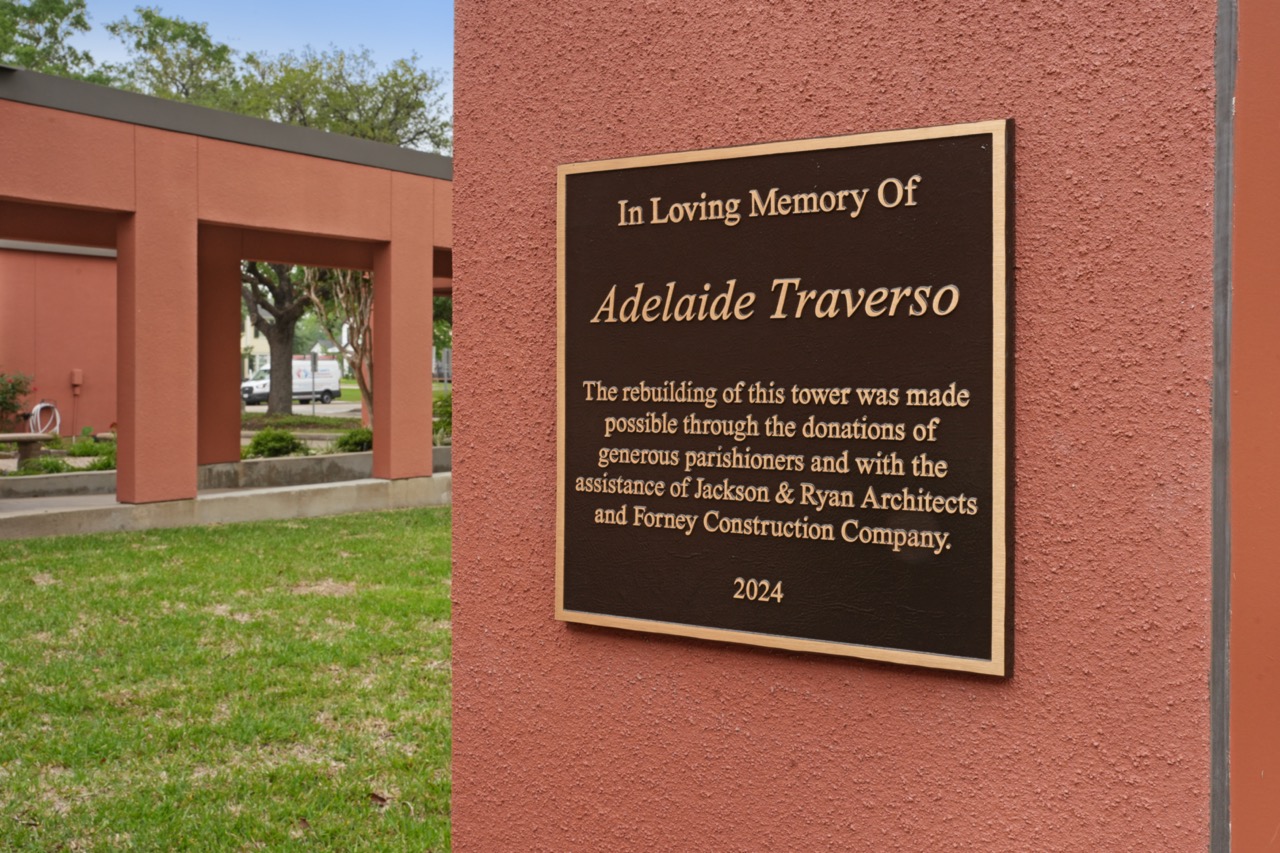 In Loving Memory Of
Adelaide Traverso
The rebuilding of this tower was made
possible through the donations of
generous parishioners and with the
assistance of Jackson & Ryan Architects
and Forney Construction Company.
2024